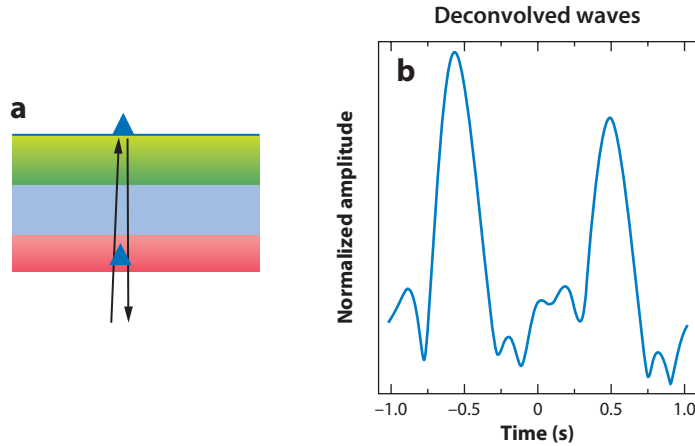 Deconvolved waves
a
b
Normalized amplitude
−1.0 −0.5 0 0.5 1.0
Time (s)